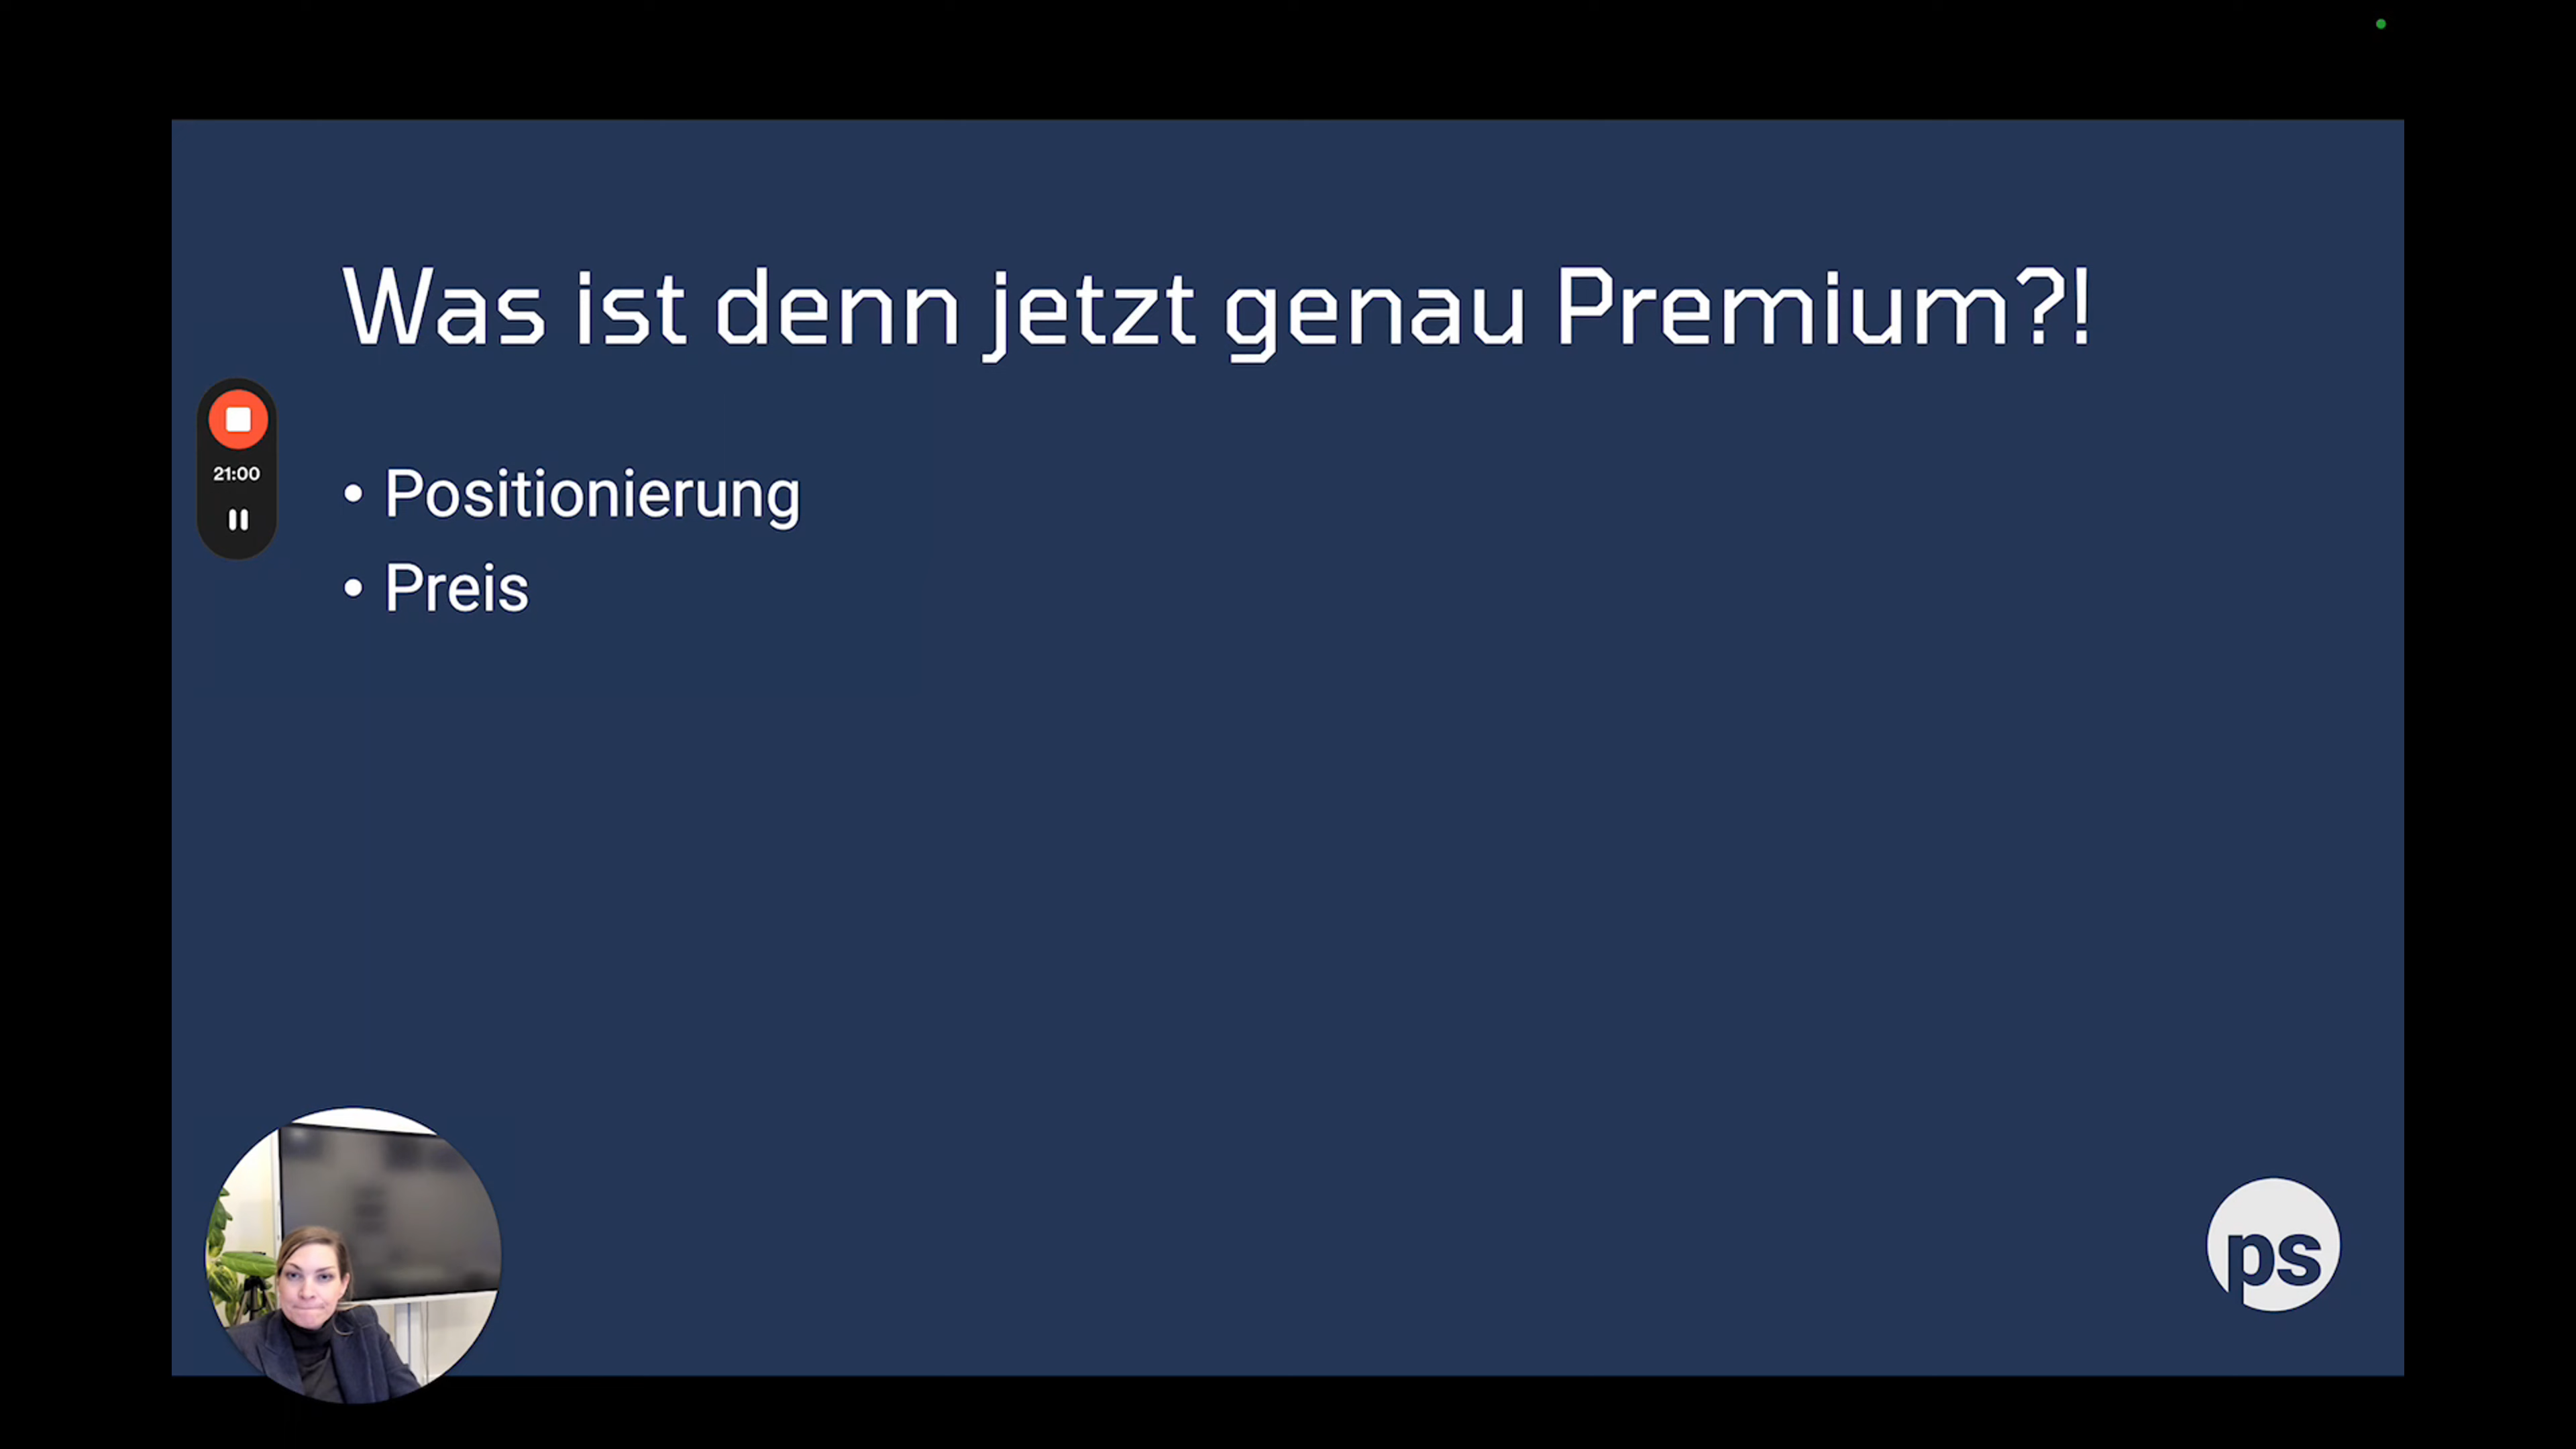 Was ist denn jetzt genau Premium?!
21:00
• Positionierung
• Preis
ps